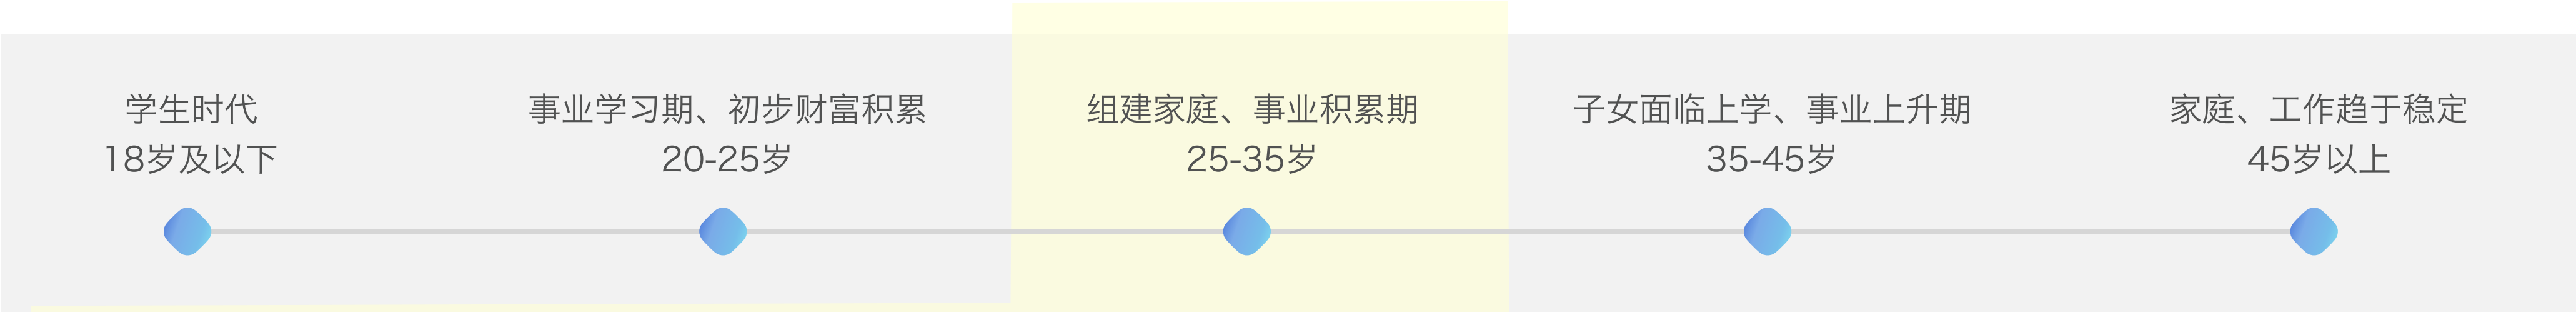 学生时代
18岁及以下
事业学习期、初步财富积累
20-25岁
组建家庭、事业积累期
25-35岁
子女面临上学、事业上升期
35-45岁
家庭、工作趋于稳定
45岁以上